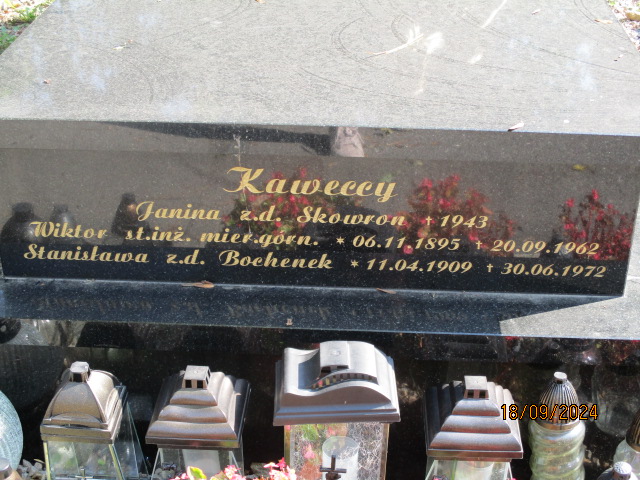 Kaweccy
Janina z.d. Skowron † 1943
Wiktor st.inż. mier.górn. * 06.11.1895 † 20.09.1962
Stanisława z.d. Bochenek * 11.04.1909 † 30.06.1972
18/09/2024